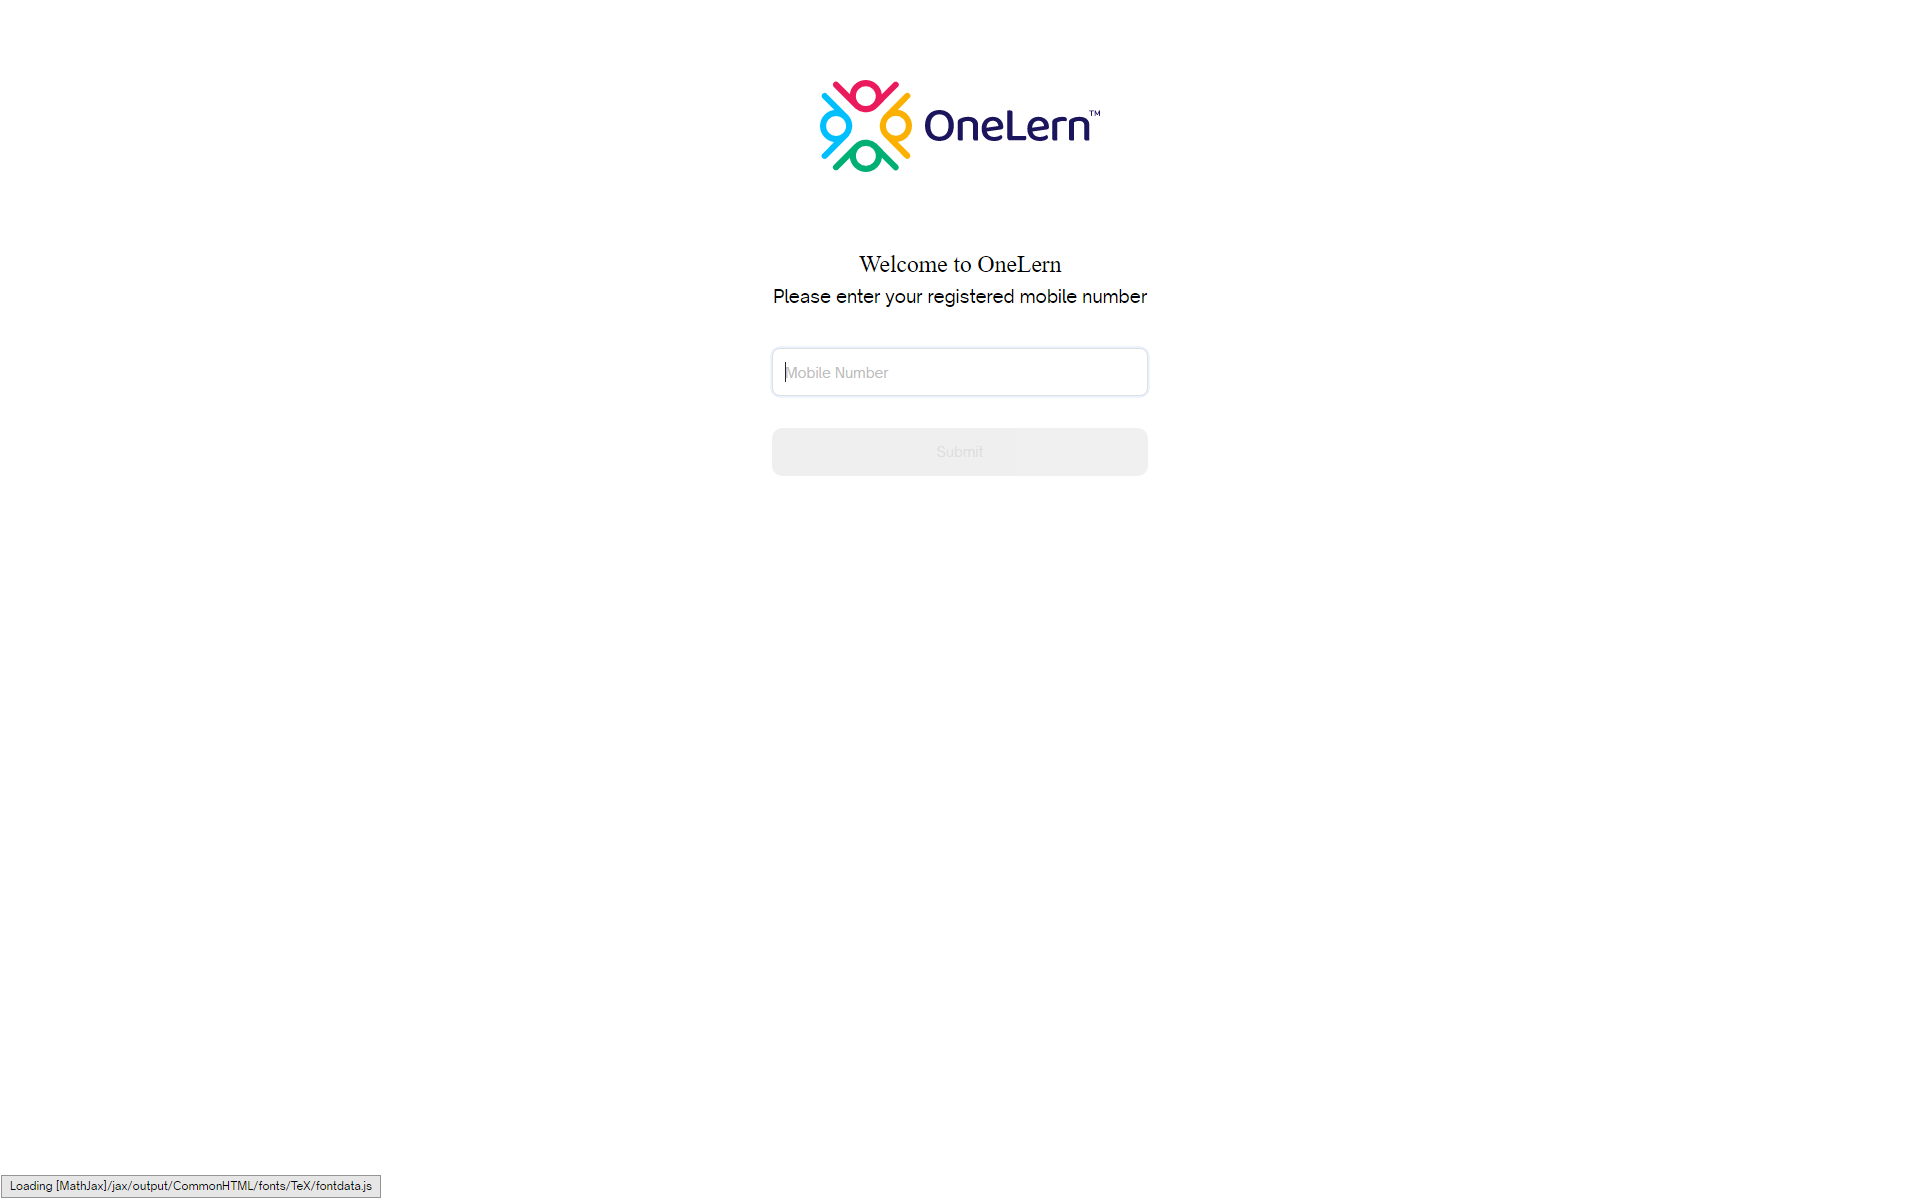 OneLern™
Welcome to OneLern
Please enter your registered mobile number
Mobile Number
Submit
Loading [MathJax]/jax/output/CommonHTML/fonts/TeX/fontdata.js